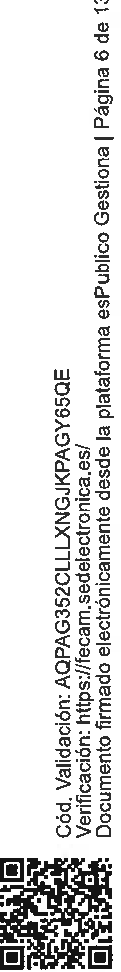 Cód. Validación: AQPAG352CLLLXNGJKPAGY65QE
Verificación: https://fecam.sedelectronica.es/
Documento firmado electrónicamente desde la plataforma esPublico Gestiona | Página 6 de 13